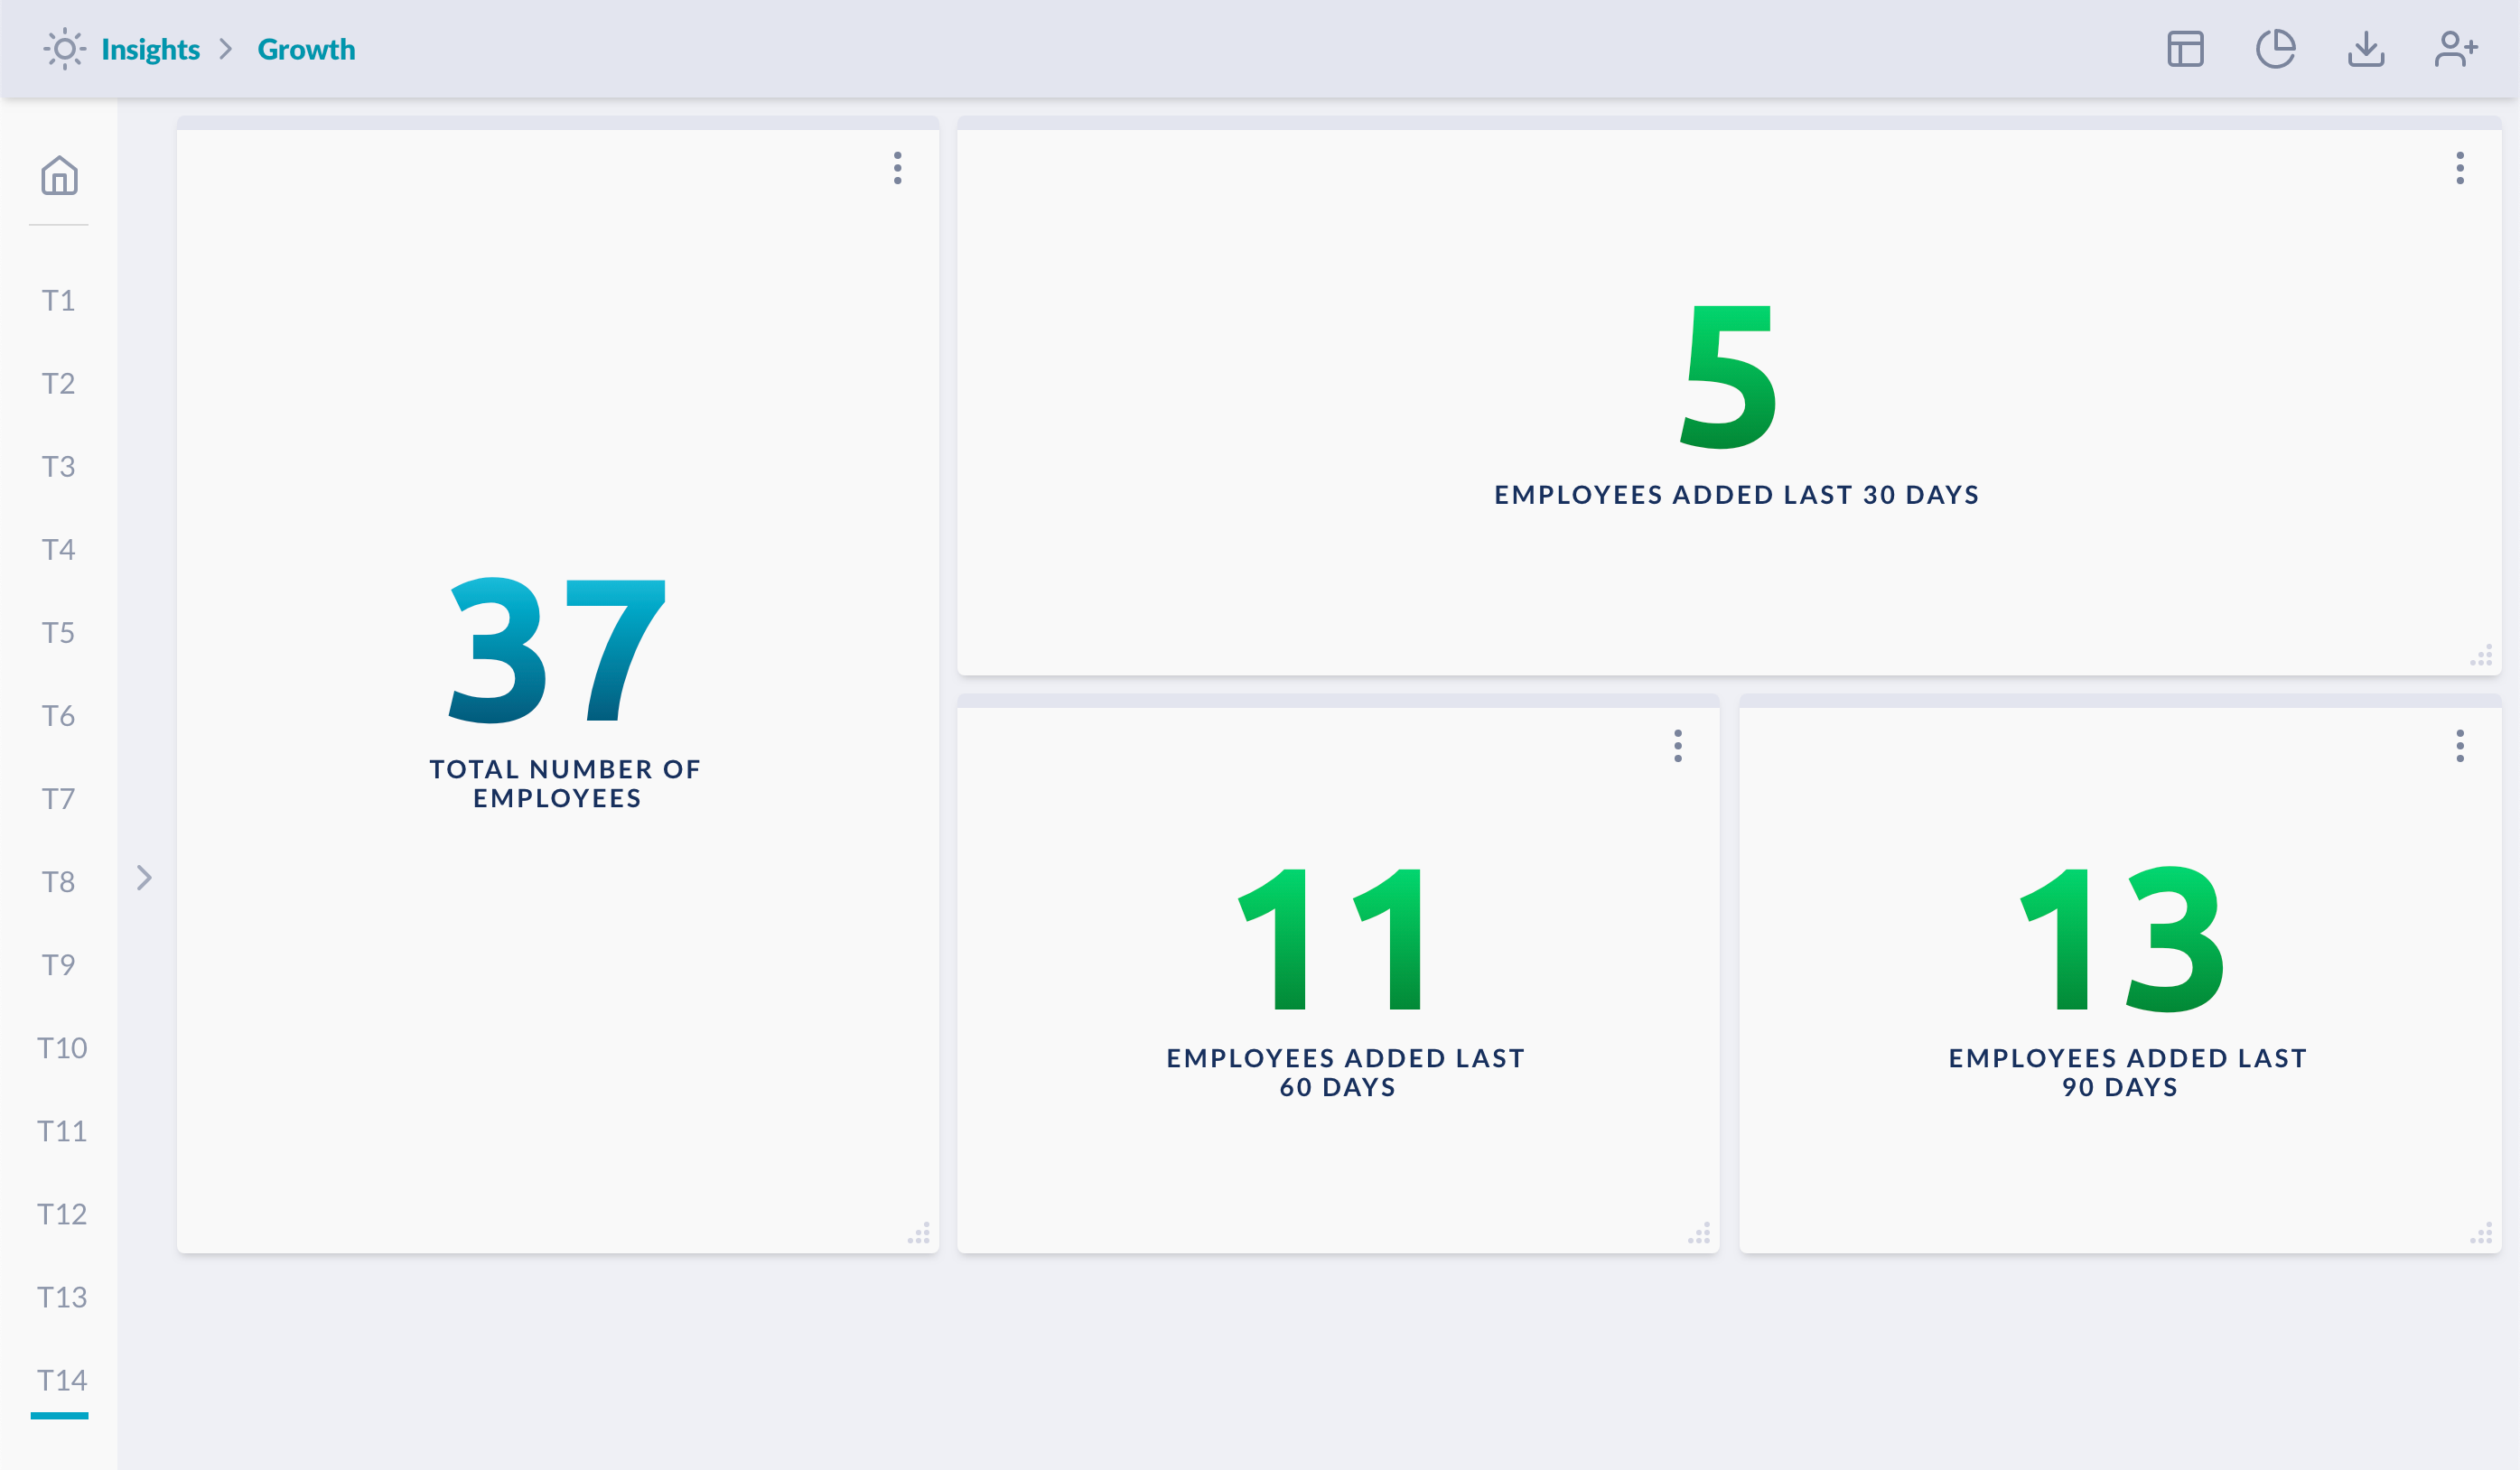 Insights > Growth
T1
T2
T3
T4
T5
T6
T7
T8
T9
T10
T11
T12
T13
T14
37
TOTAL NUMBER OF
EMPLOYEES
5
EMPLOYEES ADDED LAST 30 DAYS
11
EMPLOYEES ADDED LAST
60 DAYS
13
EMPLOYEES ADDED LAST
90 DAYS